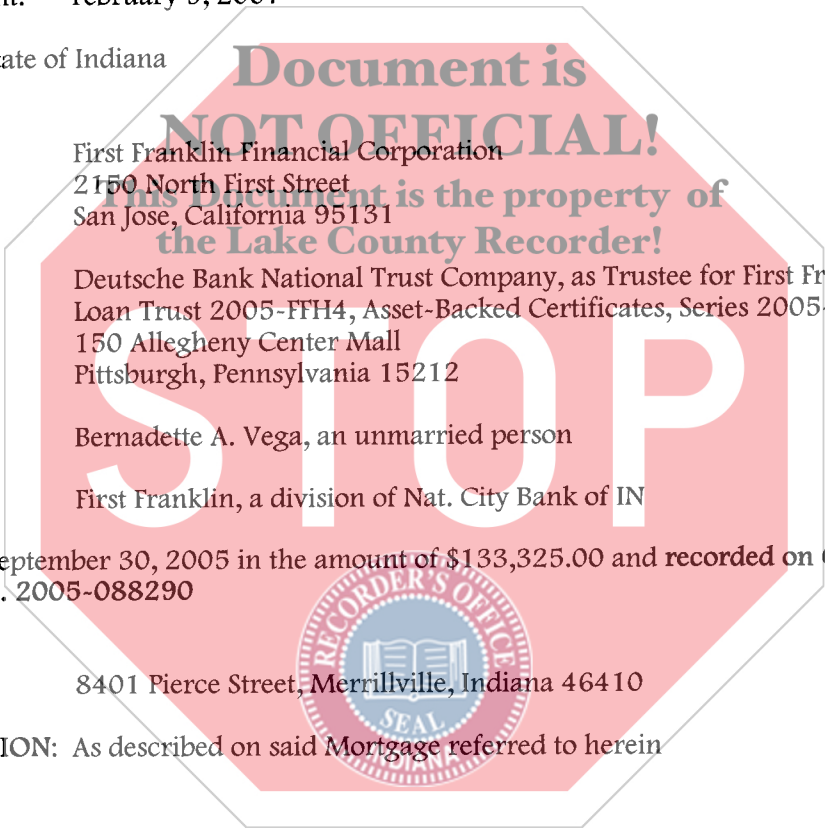 ate of Indiana
Document is
NOT OFFICIAL!
First Franklin Financial Corporation
2150 North First Street
This Document is the property of
San Jose, California 95131
the Lake County Recorder!
Deutsche Bank National Trust Company, as Trustee for First Fr
Loan Trust 2005-FFH4, Asset-Backed Certificates, Series 2005-
150 Allegheny Center Mall
Pittsburgh, Pennsylvania 15212
STOP
Bernadette A. Vega, an unmarried person
First Franklin, a division of Nat. City Bank of IN
eptember 30, 2005 in the amount of $133,325.00 and recorded on
. 2005-088290
RECORDER'S OFFICE
8401 Pierce Street, Merrillville, Indiana 46410
SEAL
INDIANA
ION: As described on said Mortgage referred to herein